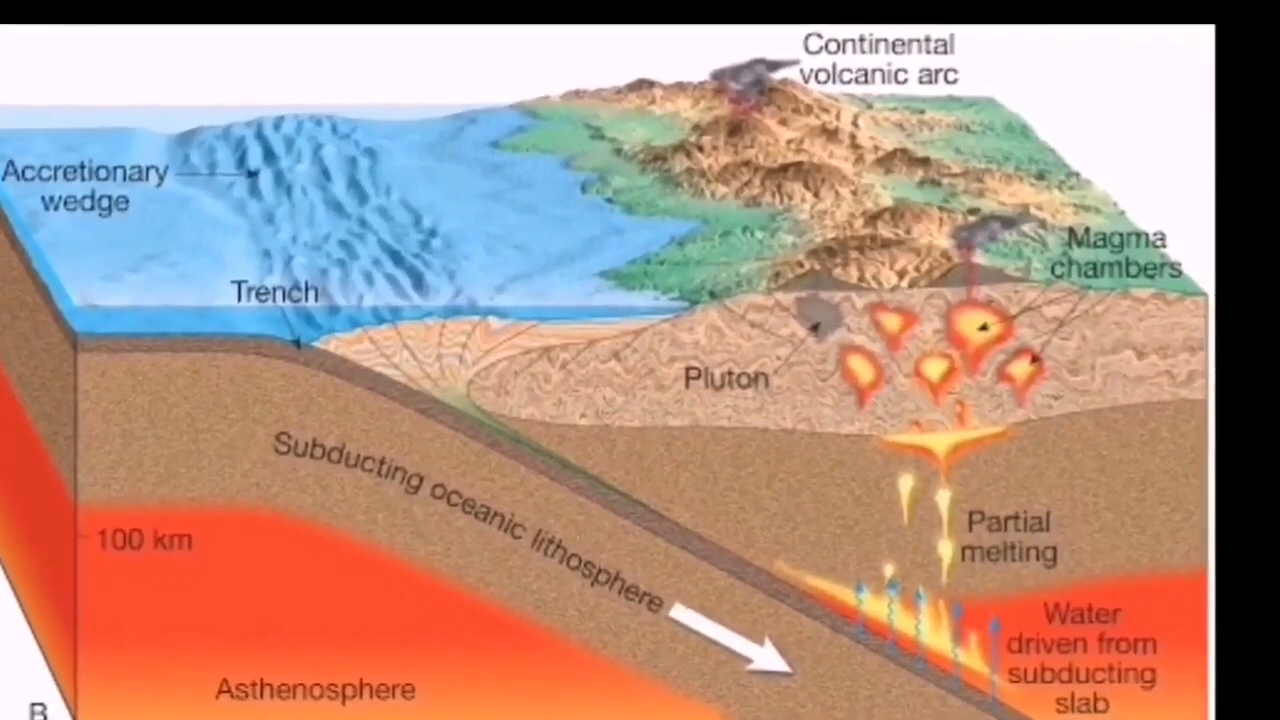 Continental
volcanic arc
Accretionary
wedge
Magma
chambers
Trench
Pluton
Subducting oceanic lithosphere
100 km
Partial
melting
Water
driven from
subducting
slab
Asthenosphere
B